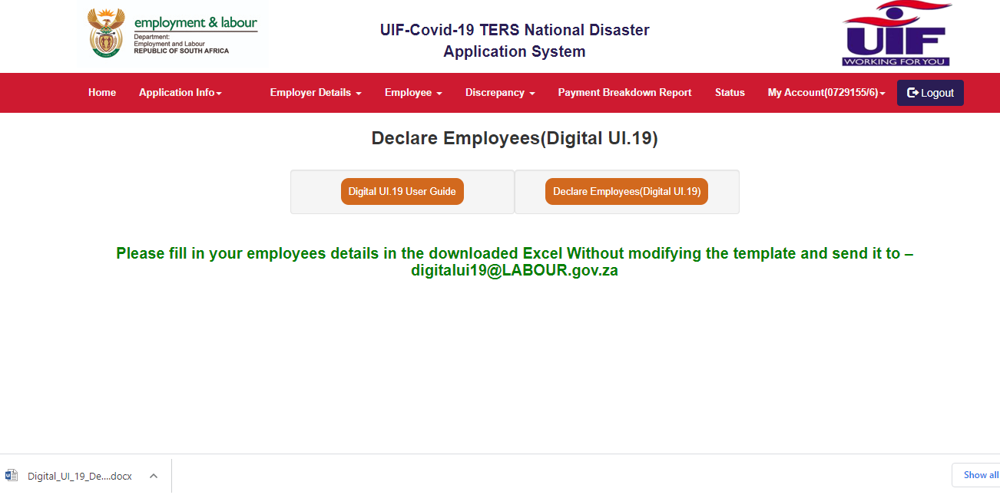 employment & labour
Department:
Employment and Labour
REPUBLIC OF SOUTH AFRICA
UIF-Covid-19 TERS National Disaster
Application System
UIF
WORKING FOR YOU
Home Application Info Employer Details Employee Discrepancy Payment Breakdown Report Status My Account(0729155/6) Logout
Declare Employees(Digital UI.19)
Digital UI.19 User Guide Declare Employees(Digital UI.19)
Please fill in your employees details in the downloaded Excel Without modifying the template and send it to –
digitalui19@LABOUR.gov.za
Digital_UI_19_De....docx Show all